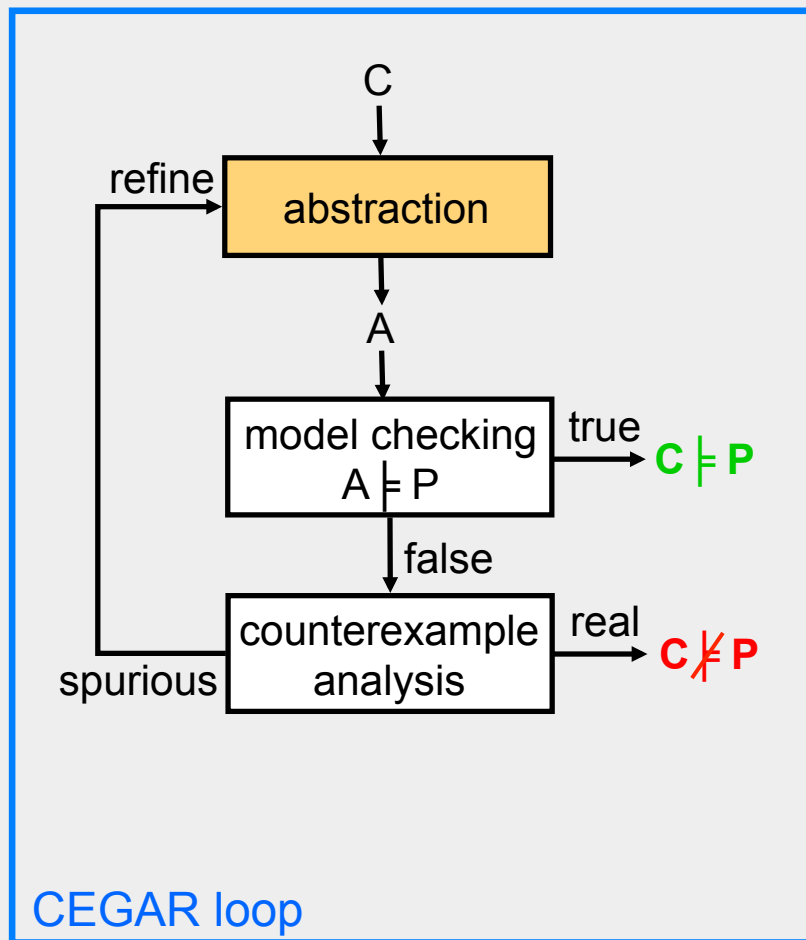 C
refine
abstraction
A
model checking
A ⊨ P
true
C ⊨ P
false
counterexample
analysis
real
C ⊭ P
spurious
CEGAR loop